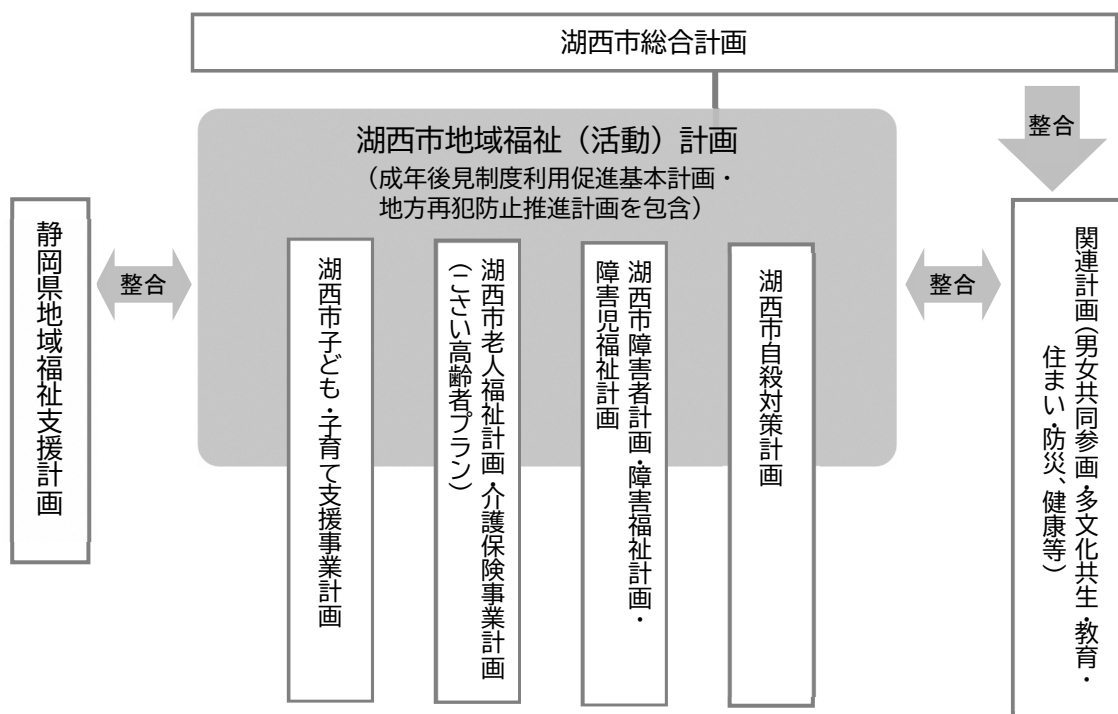 湖西市総合計画
整合
湖西市地域福祉（活動）計画
（成年後見制度利用促進基本計画・
地方再犯防止推進計画を包含）
静岡県地域福祉支援計画
整合
湖西市子ども・子育て支援事業計画
湖西市老人福祉計画・介護保険事業計画
(こさい高齢者プラン)
湖西市障害者計画・障害福祉計画・
障害児福祉計画
湖西市自殺対策計画
整合
関連計画(男女共同参画・多文化共生・教育・
住まい・防災、健康等)